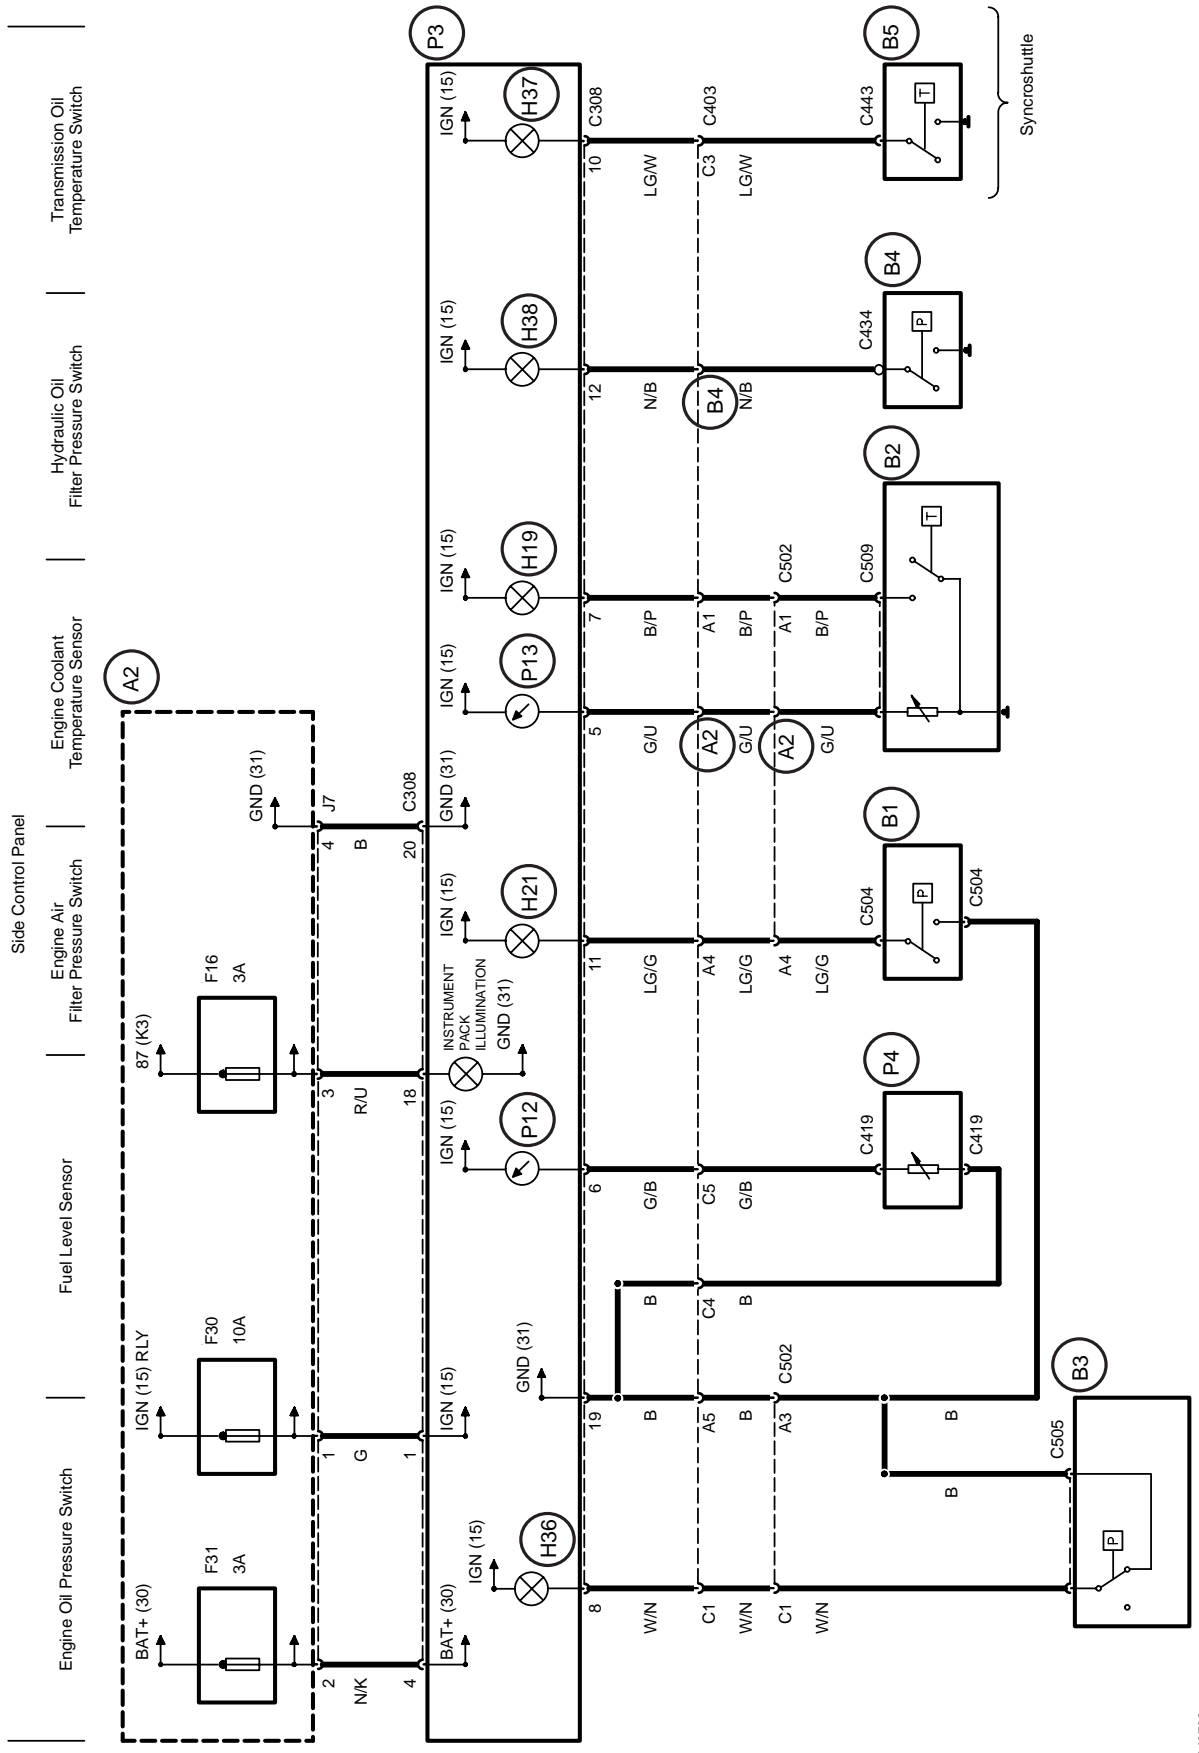 Side Control Panel
Engine Oil Pressure Switch
Fuel Level Sensor
Engine Air
Filter Pressure Switch
Engine Coolant
Temperature Sensor
Hydraulic Oil
Filter Pressure Switch
Transmission Oil
Temperature Switch
A2
BAT+ (30)
IGN (15) RLY
87 (K3)
GND (31)
F31
3A
F30
10A
F16
3A
2
1
3
4
J7
N/K
G
R/U
B
4
1
18
20
C308
P3
BAT+ (30)
IGN (15)
IGN (15)
GND (31)
IGN (15)
INSTRUMENT
PACK
ILLUMINATION
GND (31)
IGN (15)
GND (31)
IGN (15)
IGN (15)
IGN (15)
IGN (15)
H36
P12
H21
P13
H19
H38
H37
8
19
6
11
5
7
12
10
C308
W/N
B
B
G/B
LG/G
G/U
B/P
N/B
LG/W
C1
A5
C4
C5
A4
A2
A1
B4
C3
C403
W/N
B
B
G/B
LG/G
G/U
B/P
N/B
LG/W
C1
A3
C502
A4
A2
A1
C502
W/N
LG/G
G/U
B/P
C419
C504
C509
C434
C443
P4
B1
B2
B4
B5
P
T
P
T
C419
C504
Syncroshuttle
B
B
C505
B3
P